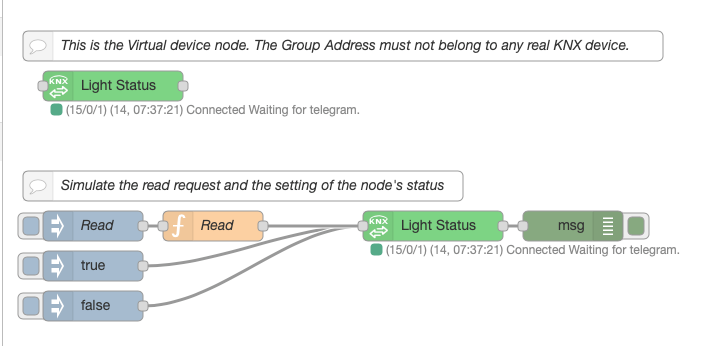 This is the Virtual device node. The Group Address must not belong to any real KNX device.
KNX Light Status
(15/0/1) (14, 07:37:21) Connected Waiting for telegram.
Simulate the read request and the setting of the node's status
Read f Read KNX Light Status msg
(15/0/1) (14, 07:37:21) Connected Waiting for telegram.
true
false